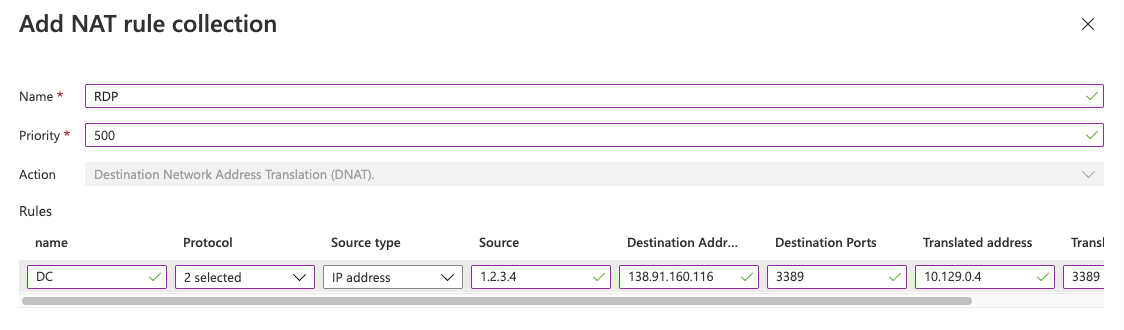 Add NAT rule collection
Name *
RDP
Priority *
500
Action
Destination Network Address Translation (DNAT).
Rules
name Protocol Source type Source Destination Addr... Destination Ports Translated address Transl
DC 2 selected IP address 1.2.3.4 138.91.160.116 3389 10.129.0.4 3389